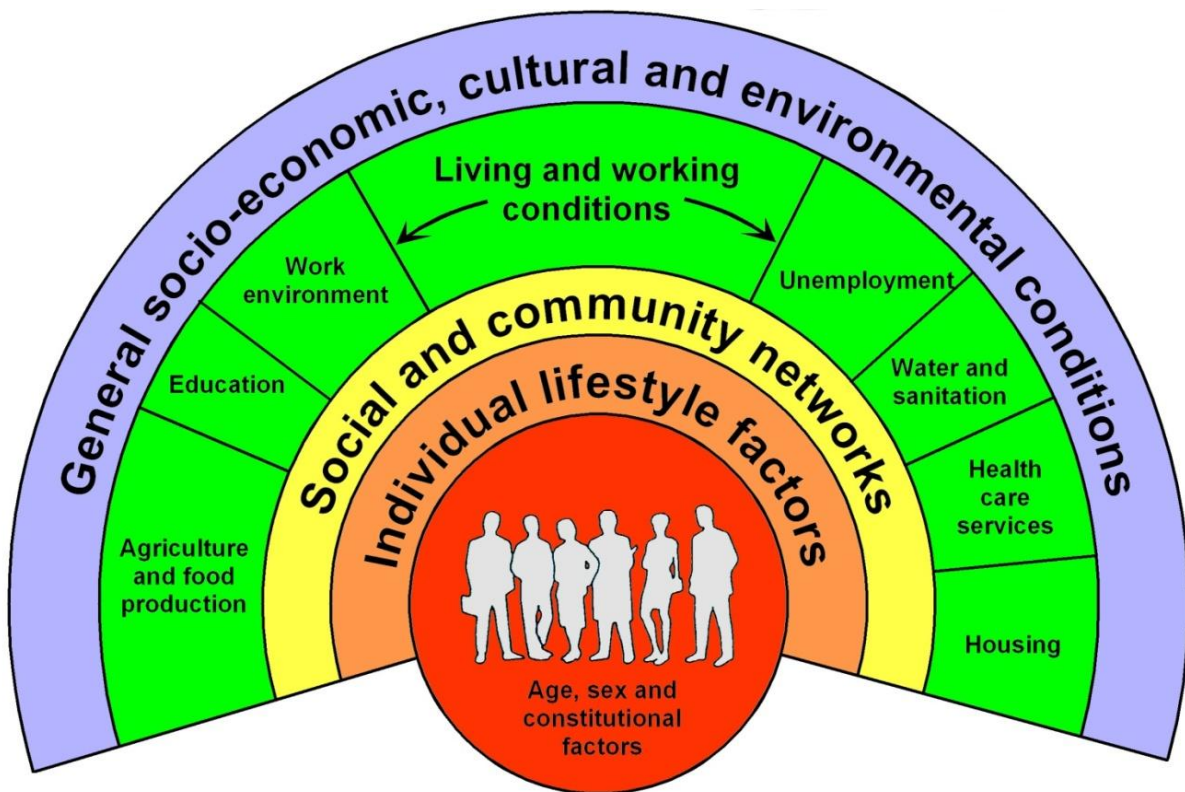 General socio-economic, cultural and environmental conditions
Living and working
conditions
Work
environment
Unemployment
Education
Water and
sanitation
Agriculture
and food
production
Health
care
services
Housing
Social and community networks
Individual lifestyle factors
Age, sex and
constitutional
factors